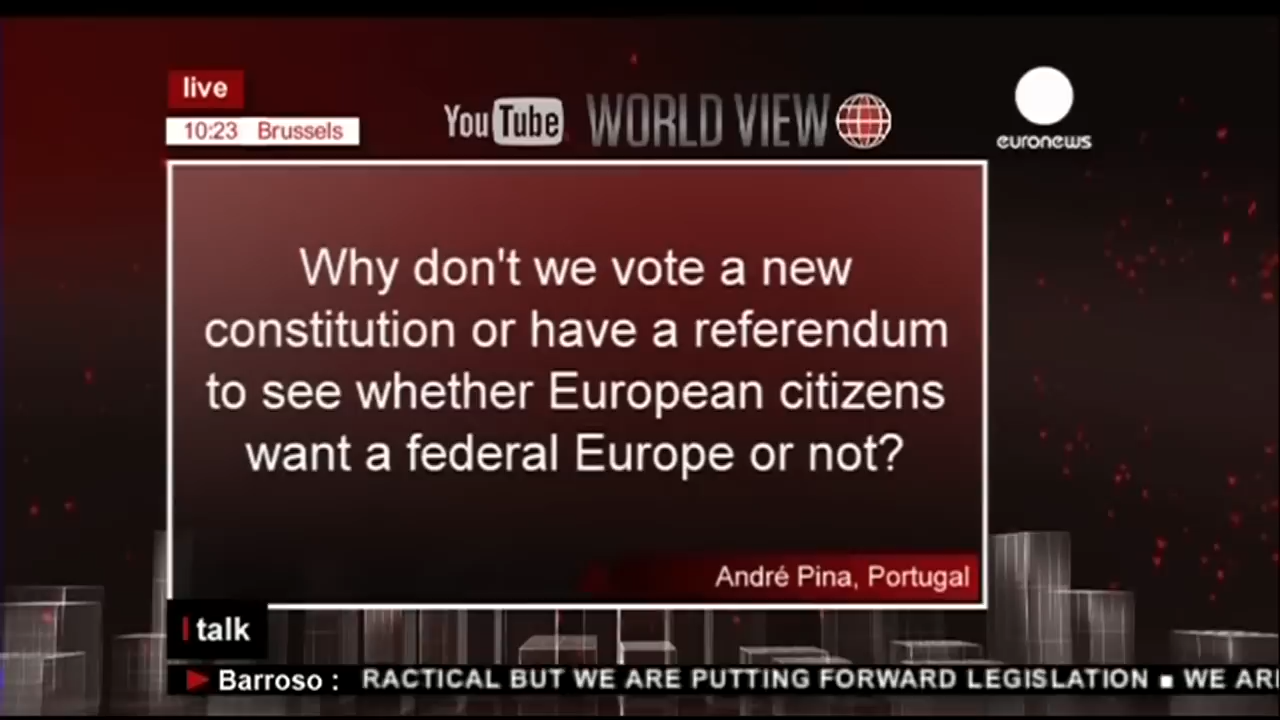 live
10:23 Brussels
YouTube WORLD VIEW
euronews
Why don't we vote a new
constitution or have a referendum
to see whether European citizens
want a federal Europe or not?
André Pina, Portugal
I talk
Barroso : RACTICAL BUT WE ARE PUTTING FORWARD LEGISLATION ■ WE ARE